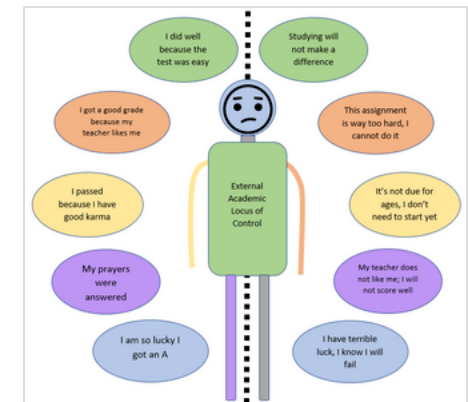 I did well
because the
test was easy
Studying will
not make a
difference
I got a good grade
because my
teacher likes me
This assignment
is way too hard, I
cannot do it
External
Academic
Locus of
Control
I passed
because I have
good karma
It's not due for
ages, I don't
need to start yet
My prayers
were
answered
My teacher does
not like me; I will
not score well
I am so lucky I
got an A
I have terrible
luck, I know I will
fail